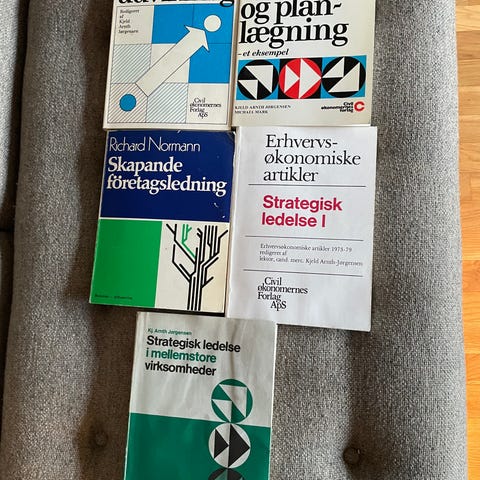 Redigeret
af
Kjeld
Arnth
Jørgensen
Civil
økonomernes
Forlag
ApS
og plan-
lægning
– et eksempel
KJELD ARNTH JØRGENSEN
MICHAEL MARK
Civil
økonomernes
forlag
Richard Normann
Skapande
företagsledning
Erhvervs-
økonomiske
artikler
Strategisk
ledelse I
Erhvervsøkonomiske artikler 1975-79
redigeret af
lektor, cand. merc. Kjeld Arnth-Jørgensen
Civil
økonomernes
Forlag
ApS
Kj Arnth Jørgensen
Strategisk ledelse
i mellemstore
virksomheder